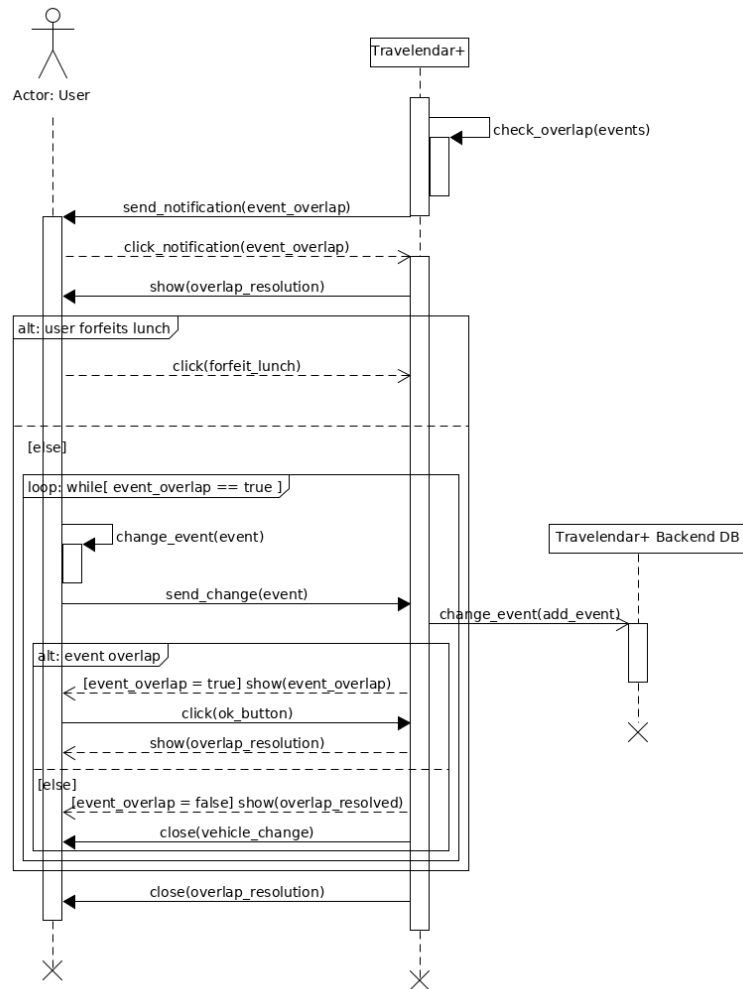 Travelendar+
Actor: User
check_overlap(events)
send_notification(event_overlap)
click_notification(event_overlap)
show(overlap_resolution)
alt: user forfeits lunch
click(forfeit_lunch)
[else]
loop: while[ event_overlap == true ]
change_event(event)
Travelendar+ Backend DB
send_change(event)
change_event(add_event)
alt: event overlap
[event_overlap = true] show(event_overlap)
click(ok_button)
show(overlap_resolution)
[else]
[event_overlap = false] show(overlap_resolved)
close(vehicle_change)
close(overlap_resolution)